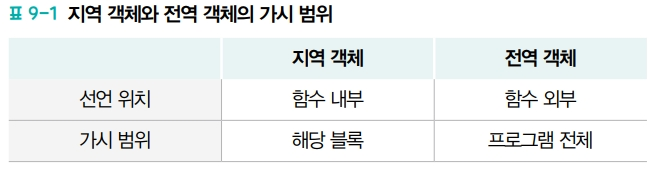 표 9-1 지역 객체와 전역 객체의 가시 범위
지역 객체 전역 객체
선언 위치 함수 내부 함수 외부
가시 범위 해당 블록 프로그램 전체